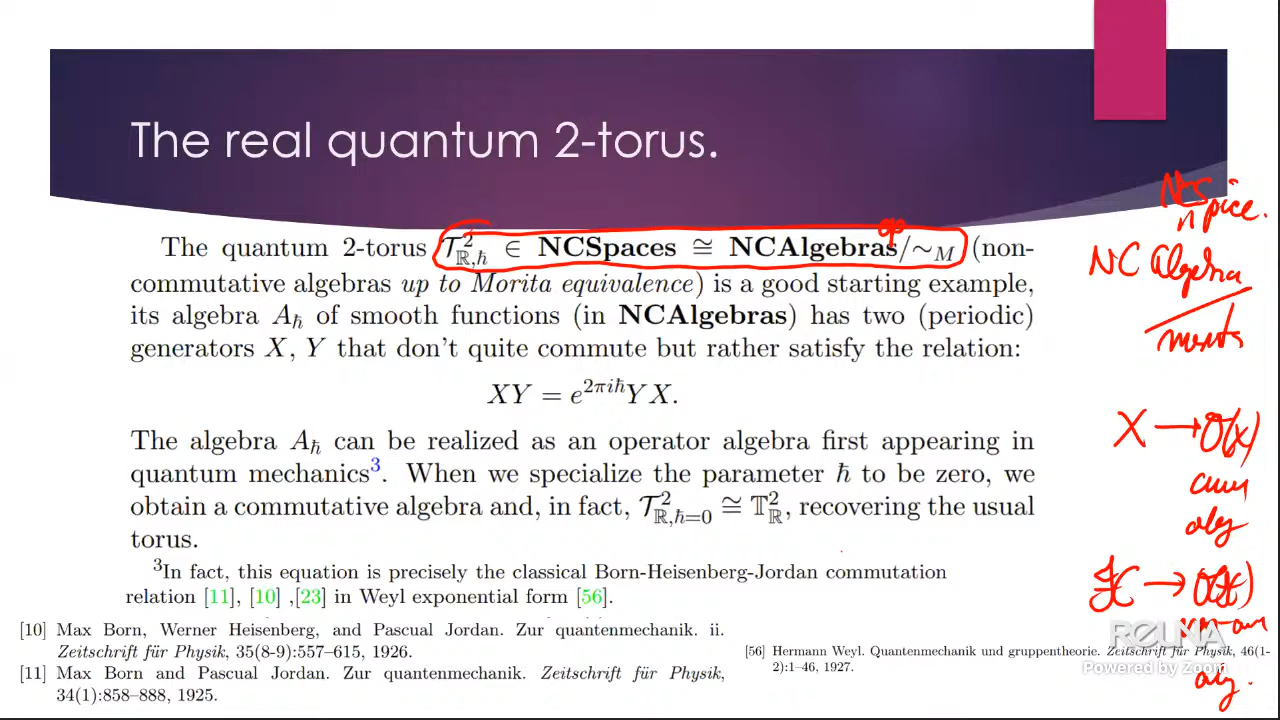 The real quantum 2-torus.
The quantum 2-torus 𝒯²_{ℝ,ℏ} ∈ NCSpaces ≅ NCAlgebras^{op}/∼_M (non-
commutative algebras up to Morita equivalence) is a good starting example,
its algebra A_ℏ of smooth functions (in NCAlgebras) has two (periodic)
generators X, Y that don't quite commute but rather satisfy the relation:
XY = e^{2πiℏ}YX.
The algebra A_ℏ can be realized as an operator algebra first appearing in
quantum mechanics³. When we specialize the parameter ℏ to be zero, we
obtain a commutative algebra and, in fact, 𝒯²_{ℝ,ℏ=0} ≅ 𝕋²_ℝ, recovering the usual
torus.
³In fact, this equation is precisely the classical Born-Heisenberg-Jordan commutation
relation [11], [10] ,[23] in Weyl exponential form [56].
[10] Max Born, Werner Heisenberg, and Pascual Jordan. Zur quantenmechanik. ii.
Zeitschrift für Physik, 35(8-9):557–615, 1926.
[11] Max Born and Pascual Jordan. Zur quantenmechanik. Zeitschrift für Physik,
34(1):858–888, 1925.
[56] Hermann Weyl. Quantenmechanik und gruppentheorie. Zeitschrift für Physik, 46(1-
2):1–46, 1927.
NC Algebra
X → O(X)
alg
alg.
Powered by Zoom